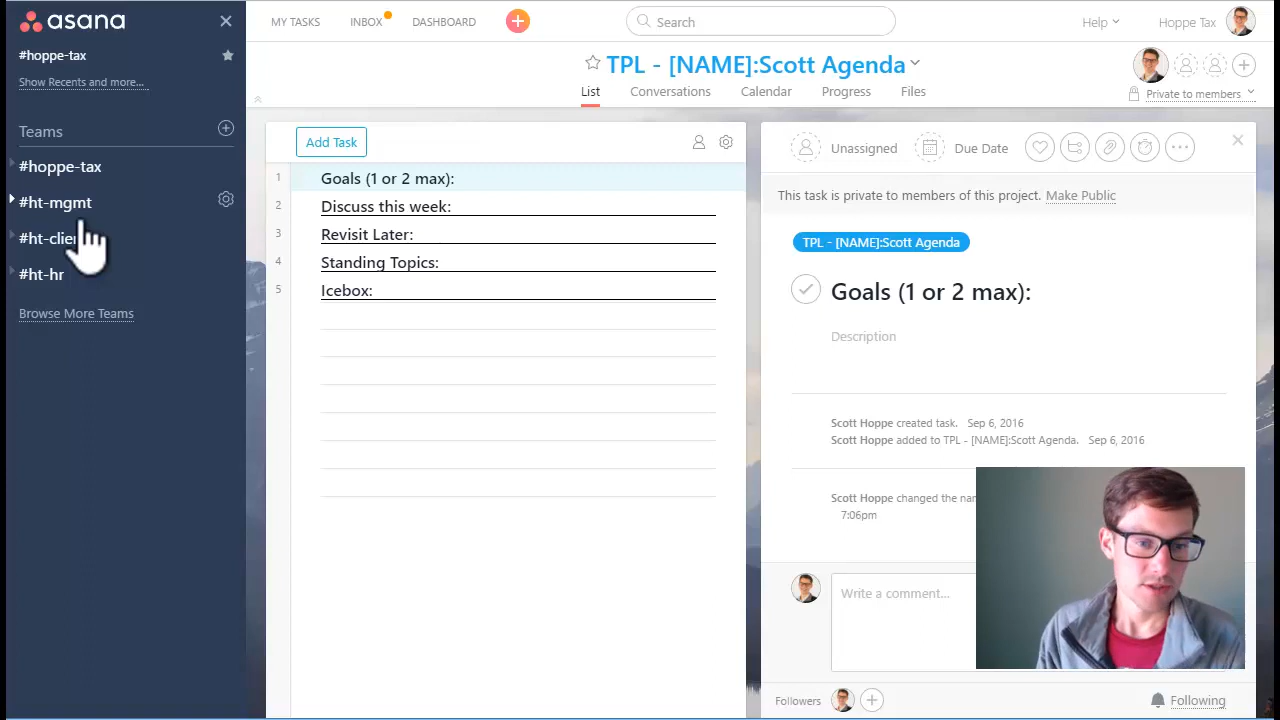 asana
#hoppe-tax
Show Recents and more...
Teams
#hoppe-tax
#ht-mgmt
#ht-clie
#ht-hr
Browse More Teams
MY TASKS
INBOX
DASHBOARD
Search
Help
Hoppe Tax
TPL - [NAME]:Scott Agenda
List
Conversations
Calendar
Progress
Files
Private to members
Add Task
1 Goals (1 or 2 max):
2 Discuss this week:
3 Revisit Later:
4 Standing Topics:
5 Icebox:
Unassigned
Due Date
This task is private to members of this project. Make Public
TPL - [NAME]:Scott Agenda
Goals (1 or 2 max):
Description
Scott Hoppe created task. Sep 6, 2016
Scott Hoppe added to TPL - [NAME]:Scott Agenda. Sep 6, 2016
Scott Hoppe changed the nam
7:06pm
Write a comment...
Followers
Following